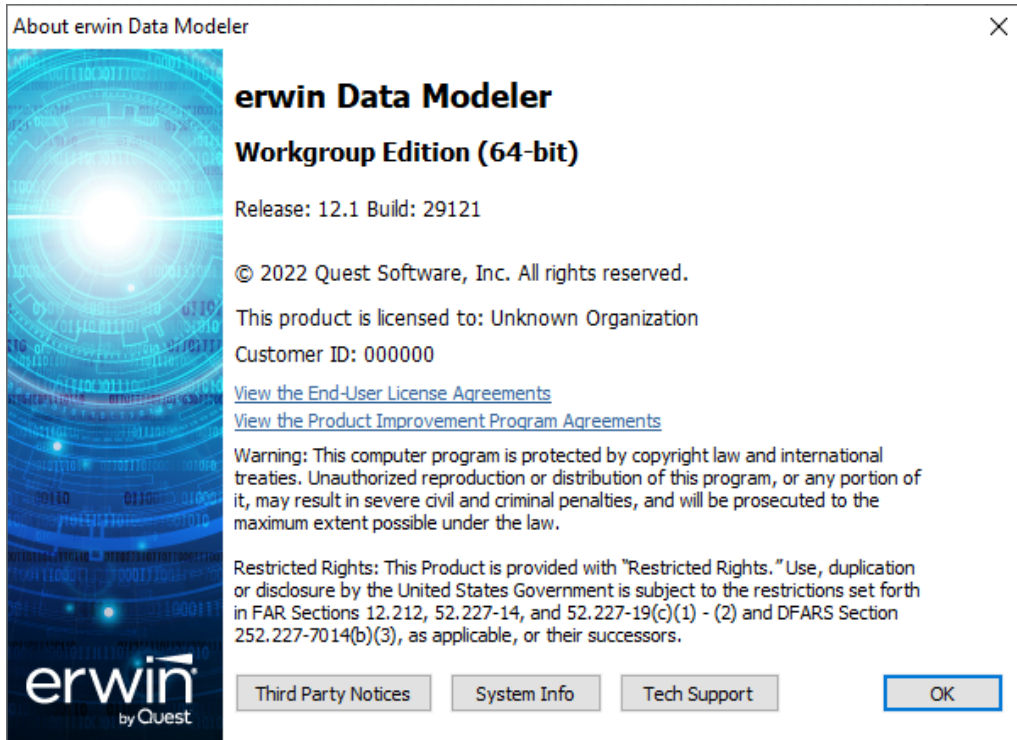 About erwin Data Modeler
erwin Data Modeler
Workgroup Edition (64-bit)
Release: 12.1 Build: 29121
© 2022 Quest Software, Inc. All rights reserved.
This product is licensed to: Unknown Organization
Customer ID: 000000
View the End-User License Agreements
View the Product Improvement Program Agreements
Warning: This computer program is protected by copyright law and international
treaties. Unauthorized reproduction or distribution of this program, or any portion of
it, may result in severe civil and criminal penalties, and will be prosecuted to the
maximum extent possible under the law.
Restricted Rights: This Product is provided with "Restricted Rights." Use, duplication
or disclosure by the United States Government is subject to the restrictions set forth
in FAR Sections 12.212, 52.227-14, and 52.227-19(c)(1) - (2) and DFARS Section
252.227-7014(b)(3), as applicable, or their successors.
erwin
by Quest
Third Party Notices System Info Tech Support OK